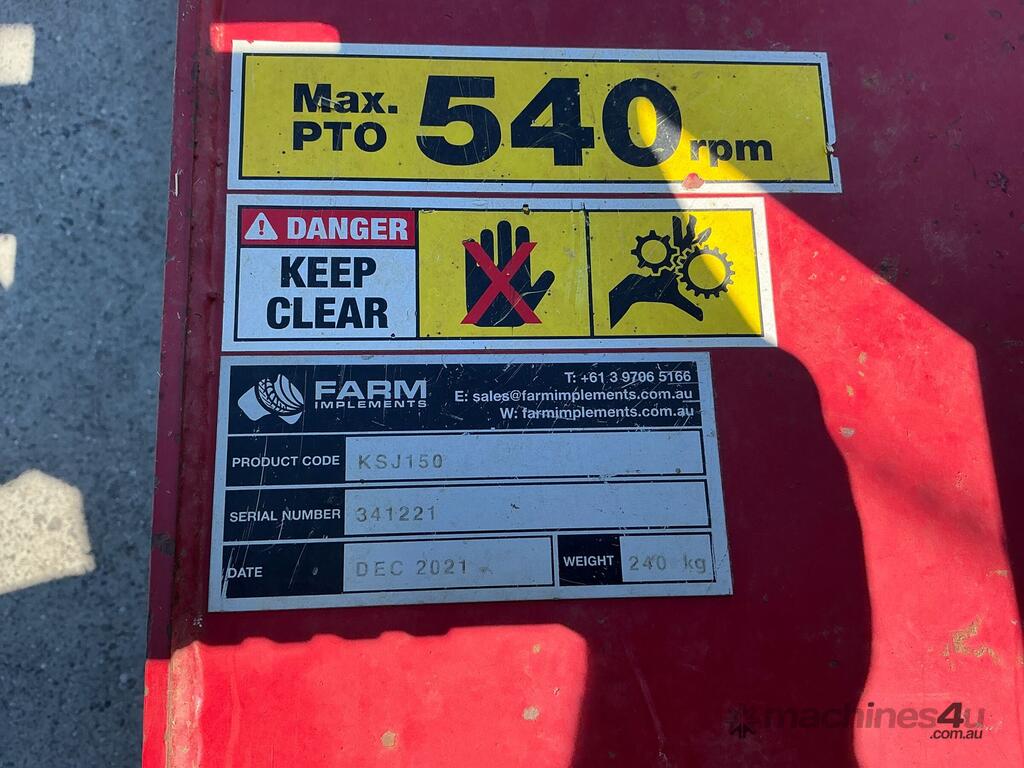 Max.
PTO 540 rpm
DANGER
KEEP
CLEAR
FARM
IMPLEMENTS
T: +61 3 9706 5166
E: sales@farmimplements.com.au
W: farmimplements.com.au
PRODUCT CODE KSJ150
SERIAL NUMBER 341221
DATE DEC 2021 WEIGHT 240 kg
machines4u
.com.au